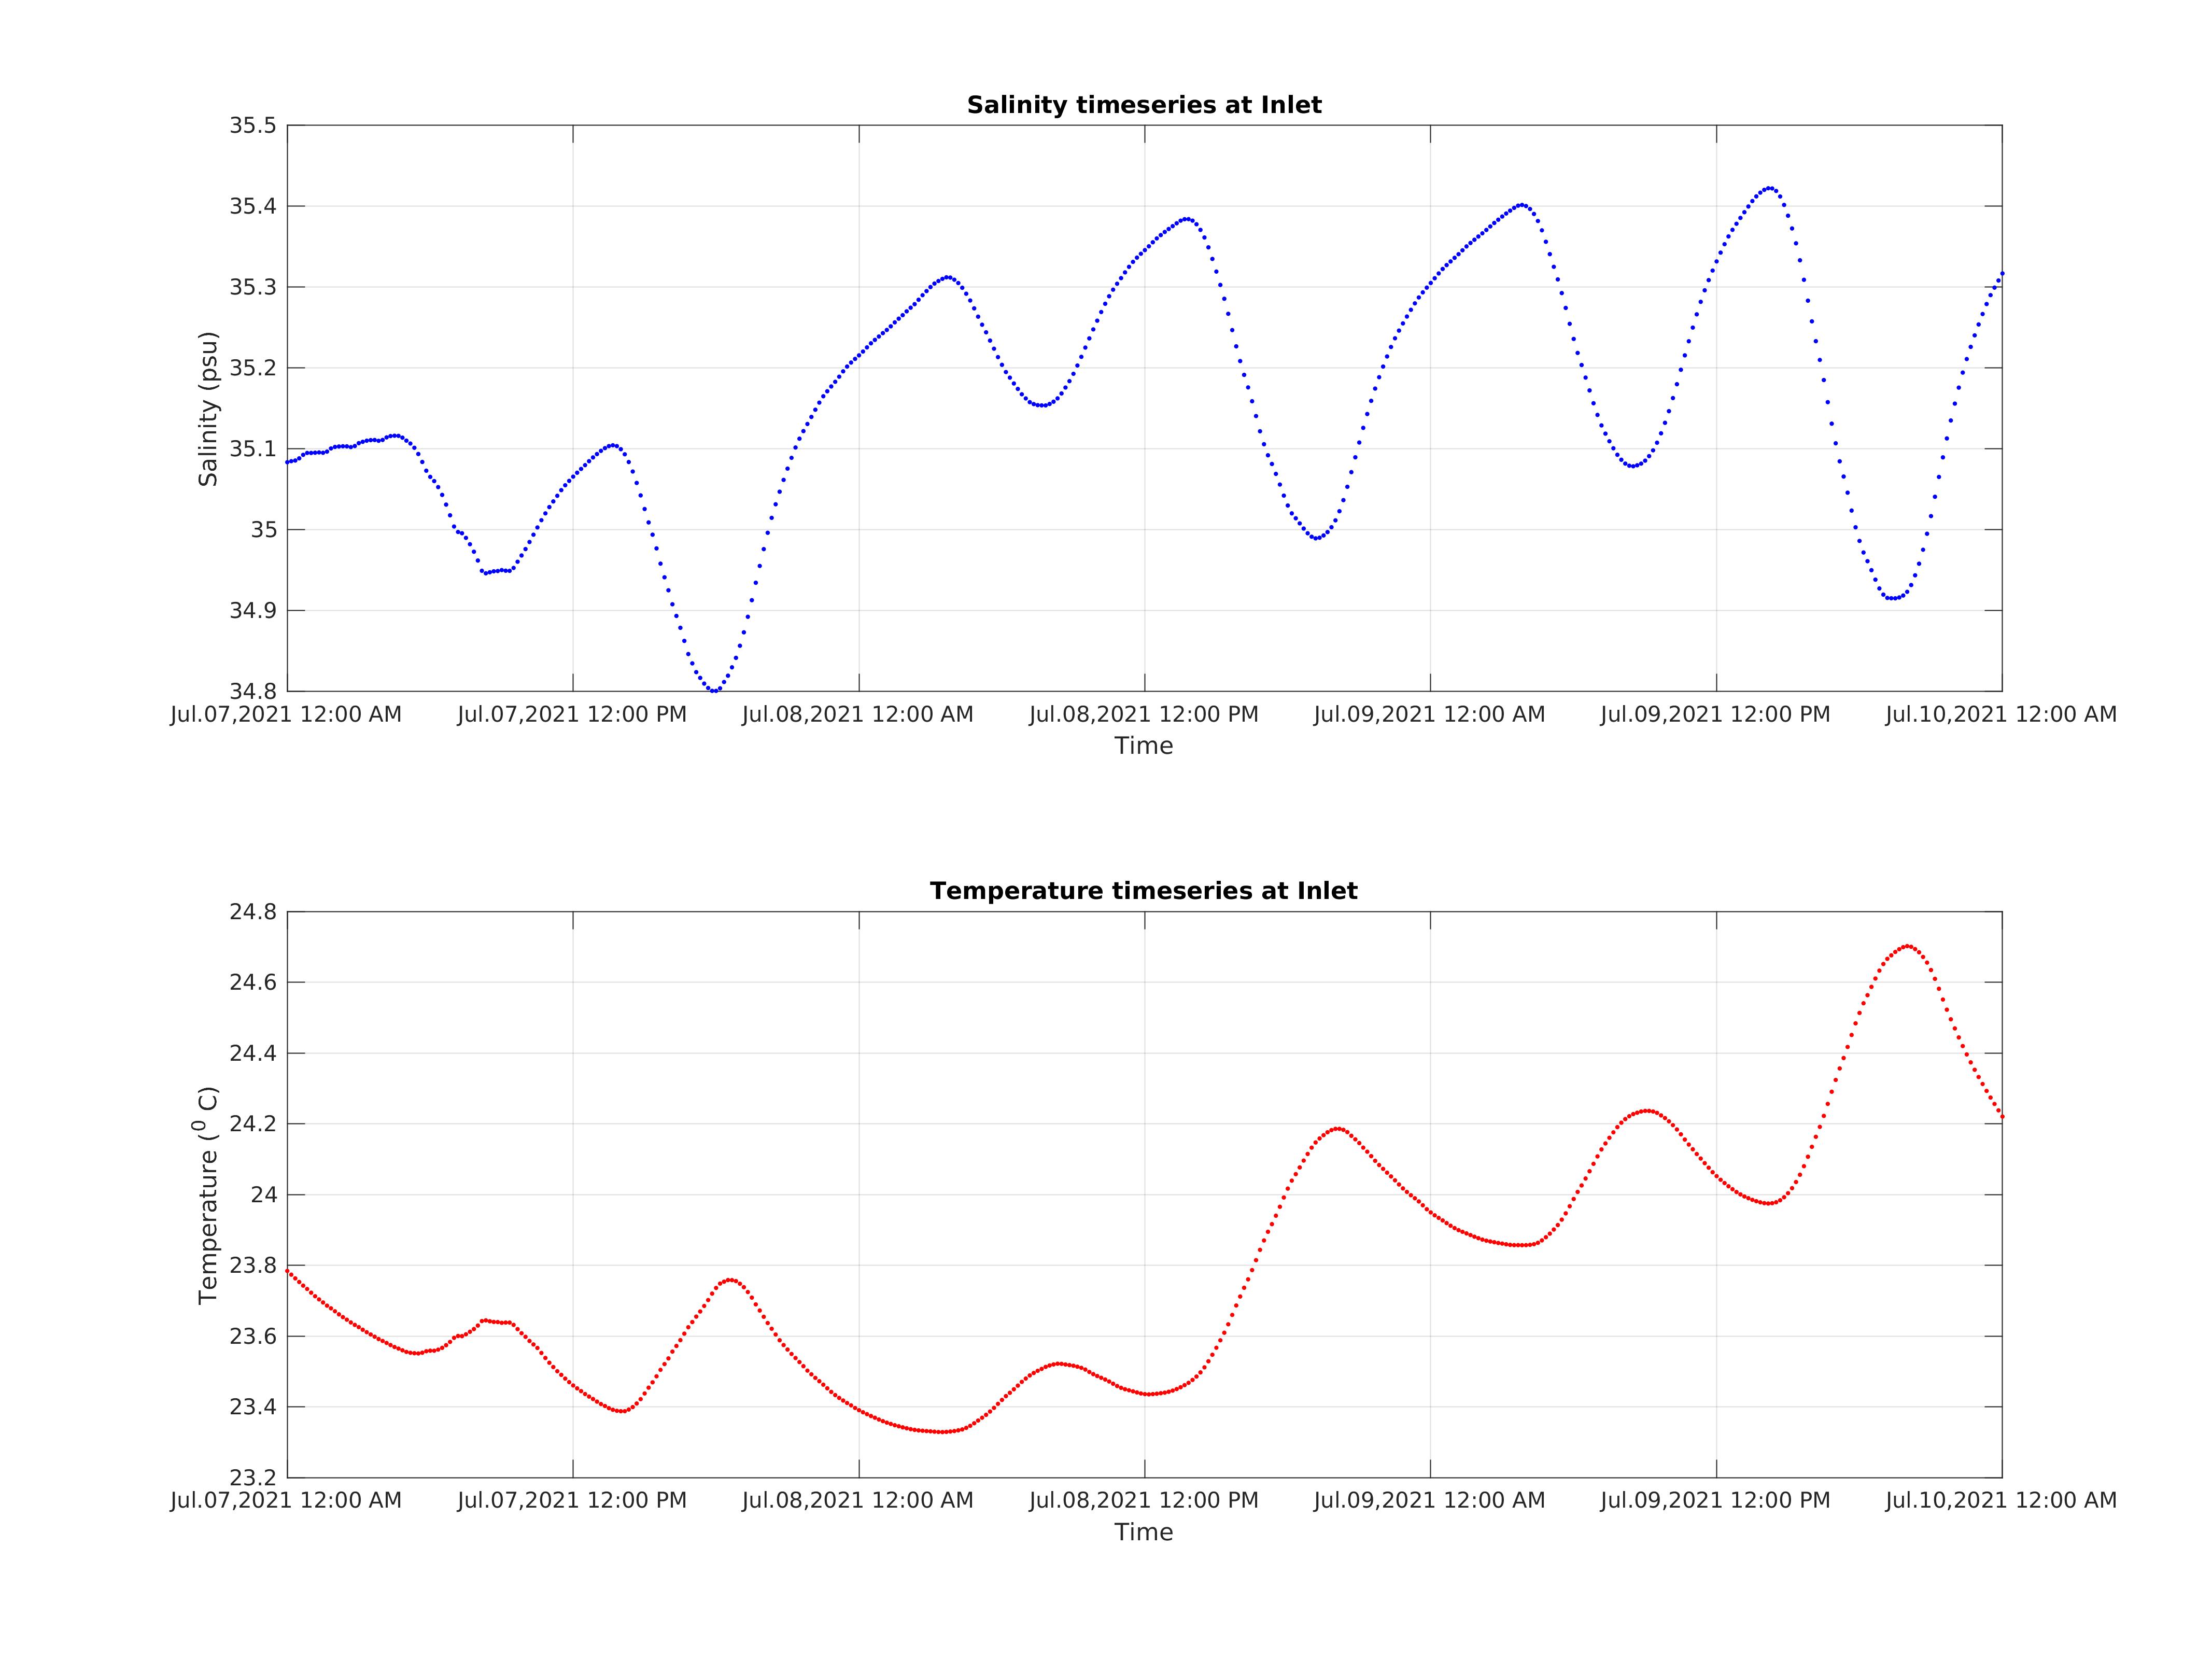 Salinity timeseries at Inlet
35.5
35.4
35.3
35.2
35.1
35
34.9
34.8
Salinity (psu)
Jul.07,2021 12:00 AM Jul.07,2021 12:00 PM Jul.08,2021 12:00 AM Jul.08,2021 12:00 PM Jul.09,2021 12:00 AM Jul.09,2021 12:00 PM Jul.10,2021 12:00 AM
Time
Temperature timeseries at Inlet
24.8
24.6
24.4
24.2
24
23.8
23.6
23.4
23.2
Temperature (⁰ C)
Jul.07,2021 12:00 AM Jul.07,2021 12:00 PM Jul.08,2021 12:00 AM Jul.08,2021 12:00 PM Jul.09,2021 12:00 AM Jul.09,2021 12:00 PM Jul.10,2021 12:00 AM
Time